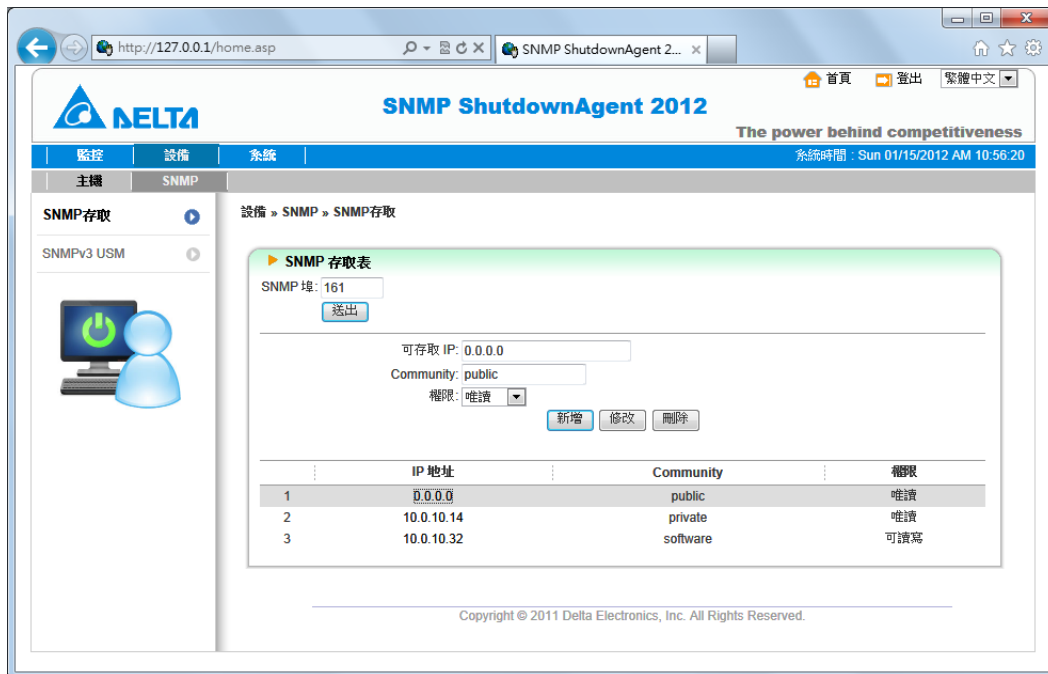 http://127.0.0.1/home.asp
SNMP ShutdownAgent 2...
首頁 登出 繁體中文
DELTA
SNMP ShutdownAgent 2012
The power behind competitiveness
監控 設備 系統 系統時間 : Sun 01/15/2012 AM 10:56:20
主機 SNMP
SNMP存取
SNMPv3 USM
設備 » SNMP » SNMP存取
SNMP 存取表
SNMP 埠: 161
送出
可存取 IP: 0.0.0.0
Community: public
權限: 唯讀
新增 修改 刪除
IP 地址 Community 權限
1 0.0.0.0 public 唯讀
2 10.0.10.14 private 唯讀
3 10.0.10.32 software 可讀寫
Copyright © 2011 Delta Electronics, Inc. All Rights Reserved.